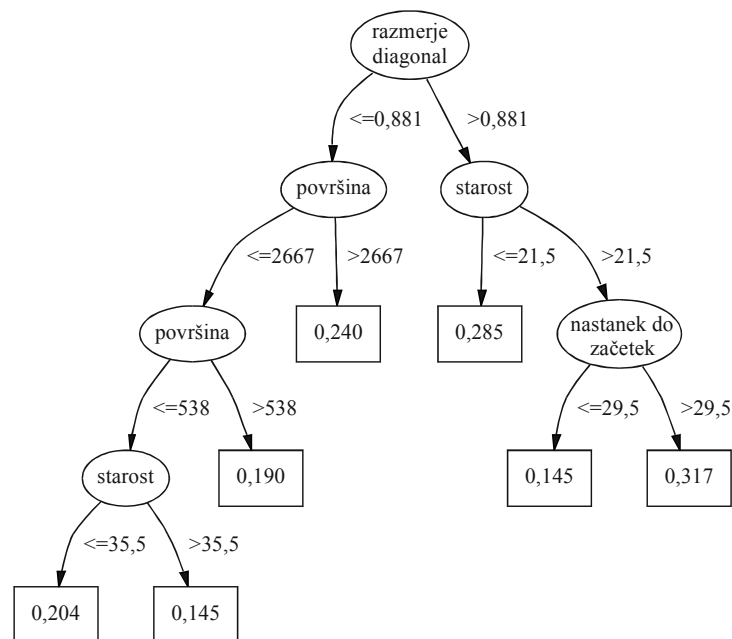 razmerje
diagonal
<=0,881
>0,881
površina
starost
<=2667
>2667
<=21,5
>21,5
površina
0,240
0,285
nastanek do
začetek
<=538
>538
<=29,5
>29,5
starost
0,190
0,145
0,317
<=35,5
>35,5
0,204
0,145